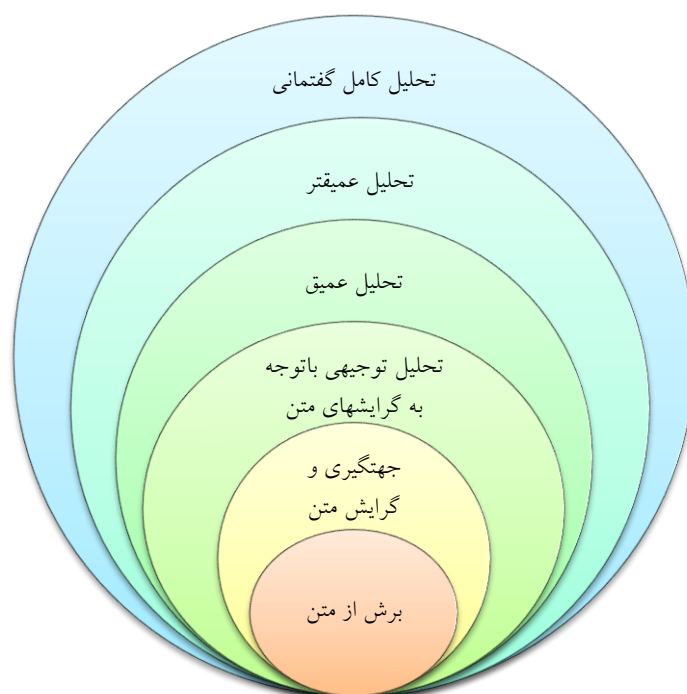 تحلیل کامل گفتمانی
تحلیل عمیقتر
تحلیل عمیق
تحلیل توجیهی باتوجه
به گرایشهای متن
جهتگیری و
گرایش متن
برش از متن